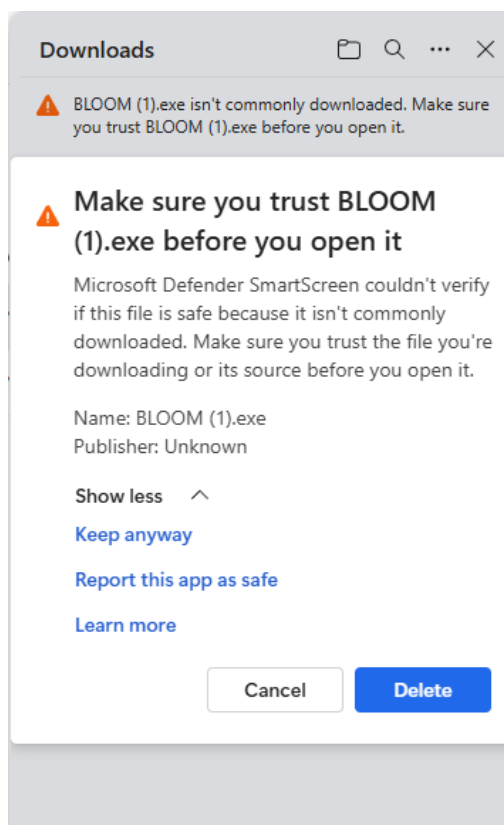 Downloads
BLOOM (1).exe isn't commonly downloaded. Make sure
you trust BLOOM (1).exe before you open it.
Make sure you trust BLOOM
(1).exe before you open it
Microsoft Defender SmartScreen couldn't verify
if this file is safe because it isn't commonly
downloaded. Make sure you trust the file you're
downloading or its source before you open it.
Name: BLOOM (1).exe
Publisher: Unknown
Show less
Keep anyway
Report this app as safe
Learn more
Cancel
Delete